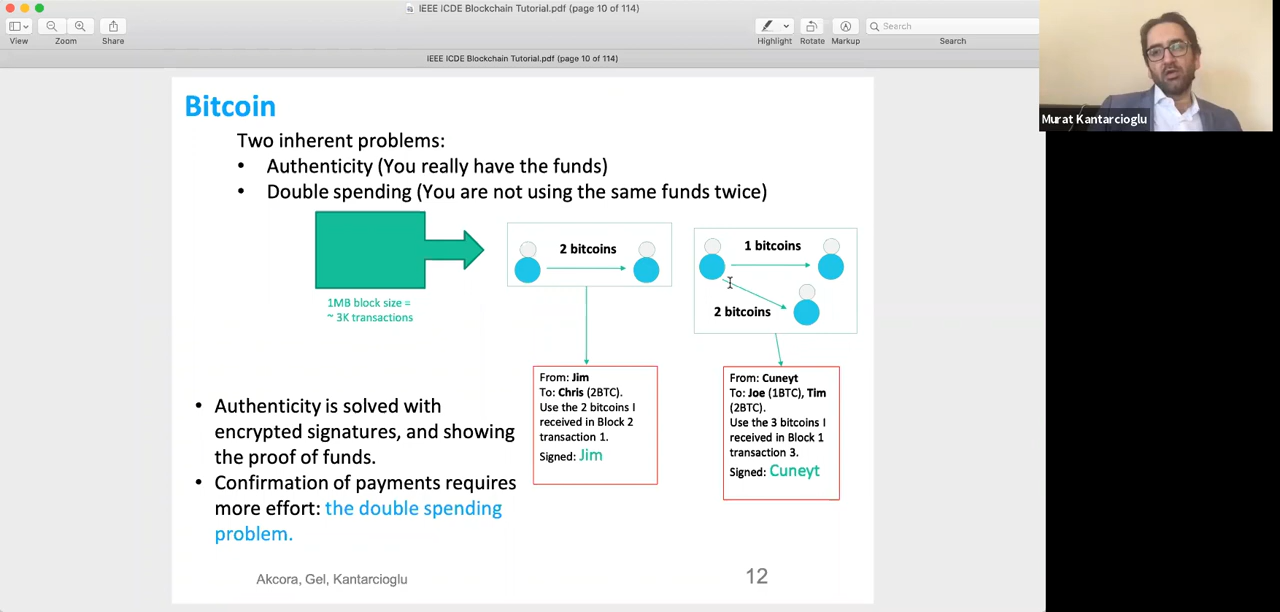 IEEE ICDE Blockchain Tutorial.pdf (page 10 of 114)
View
Zoom
Share
Highlight
Rotate
Markup
Search
Search
IEEE ICDE Blockchain Tutorial.pdf (page 10 of 114)
Murat Kantarcioglu
Bitcoin
Two inherent problems:
• Authenticity (You really have the funds)
• Double spending (You are not using the same funds twice)
1MB block size =
~ 3K transactions
2 bitcoins
1 bitcoins
2 bitcoins
From: Jim
To: Chris (2BTC).
Use the 2 bitcoins I
received in Block 2
transaction 1.
Signed: Jim
From: Cuneyt
To: Joe (1BTC), Tim
(2BTC).
Use the 3 bitcoins I
received in Block 1
transaction 3.
Signed: Cuneyt
• Authenticity is solved with
encrypted signatures, and showing
the proof of funds.
• Confirmation of payments requires
more effort: the double spending
problem.
Akcora, Gel, Kantarcioglu
12